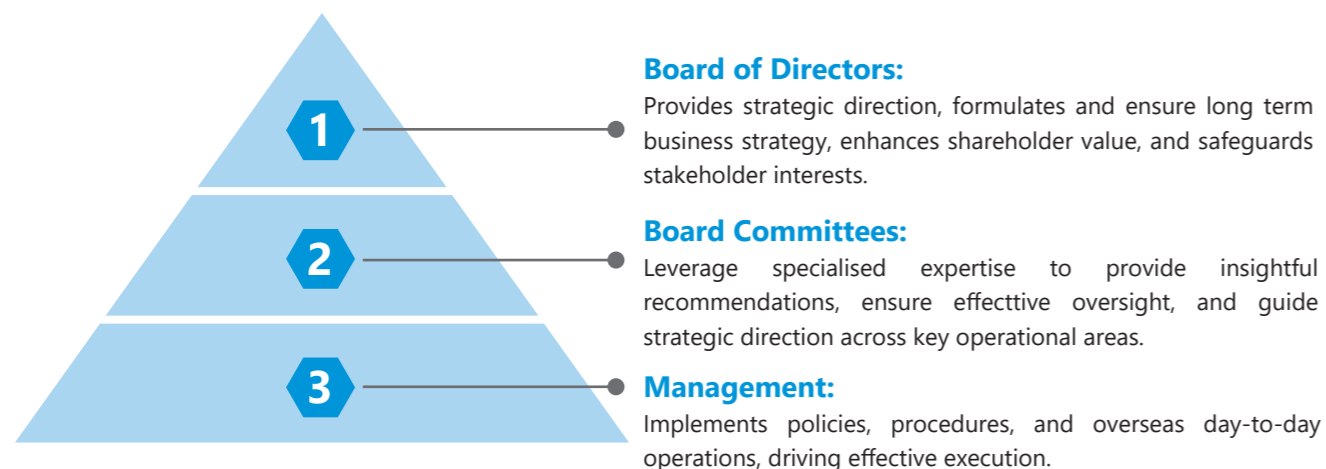 1
Board of Directors:
Provides strategic direction, formulates and ensure long term
business strategy, enhances shareholder value, and safeguards
stakeholder interests.
2
Board Committees:
Leverage specialised expertise to provide insightful
recommendations, ensure effecttive oversight, and guide
strategic direction across key operational areas.
3
Management:
Implements policies, procedures, and overseas day-to-day
operations, driving effective execution.